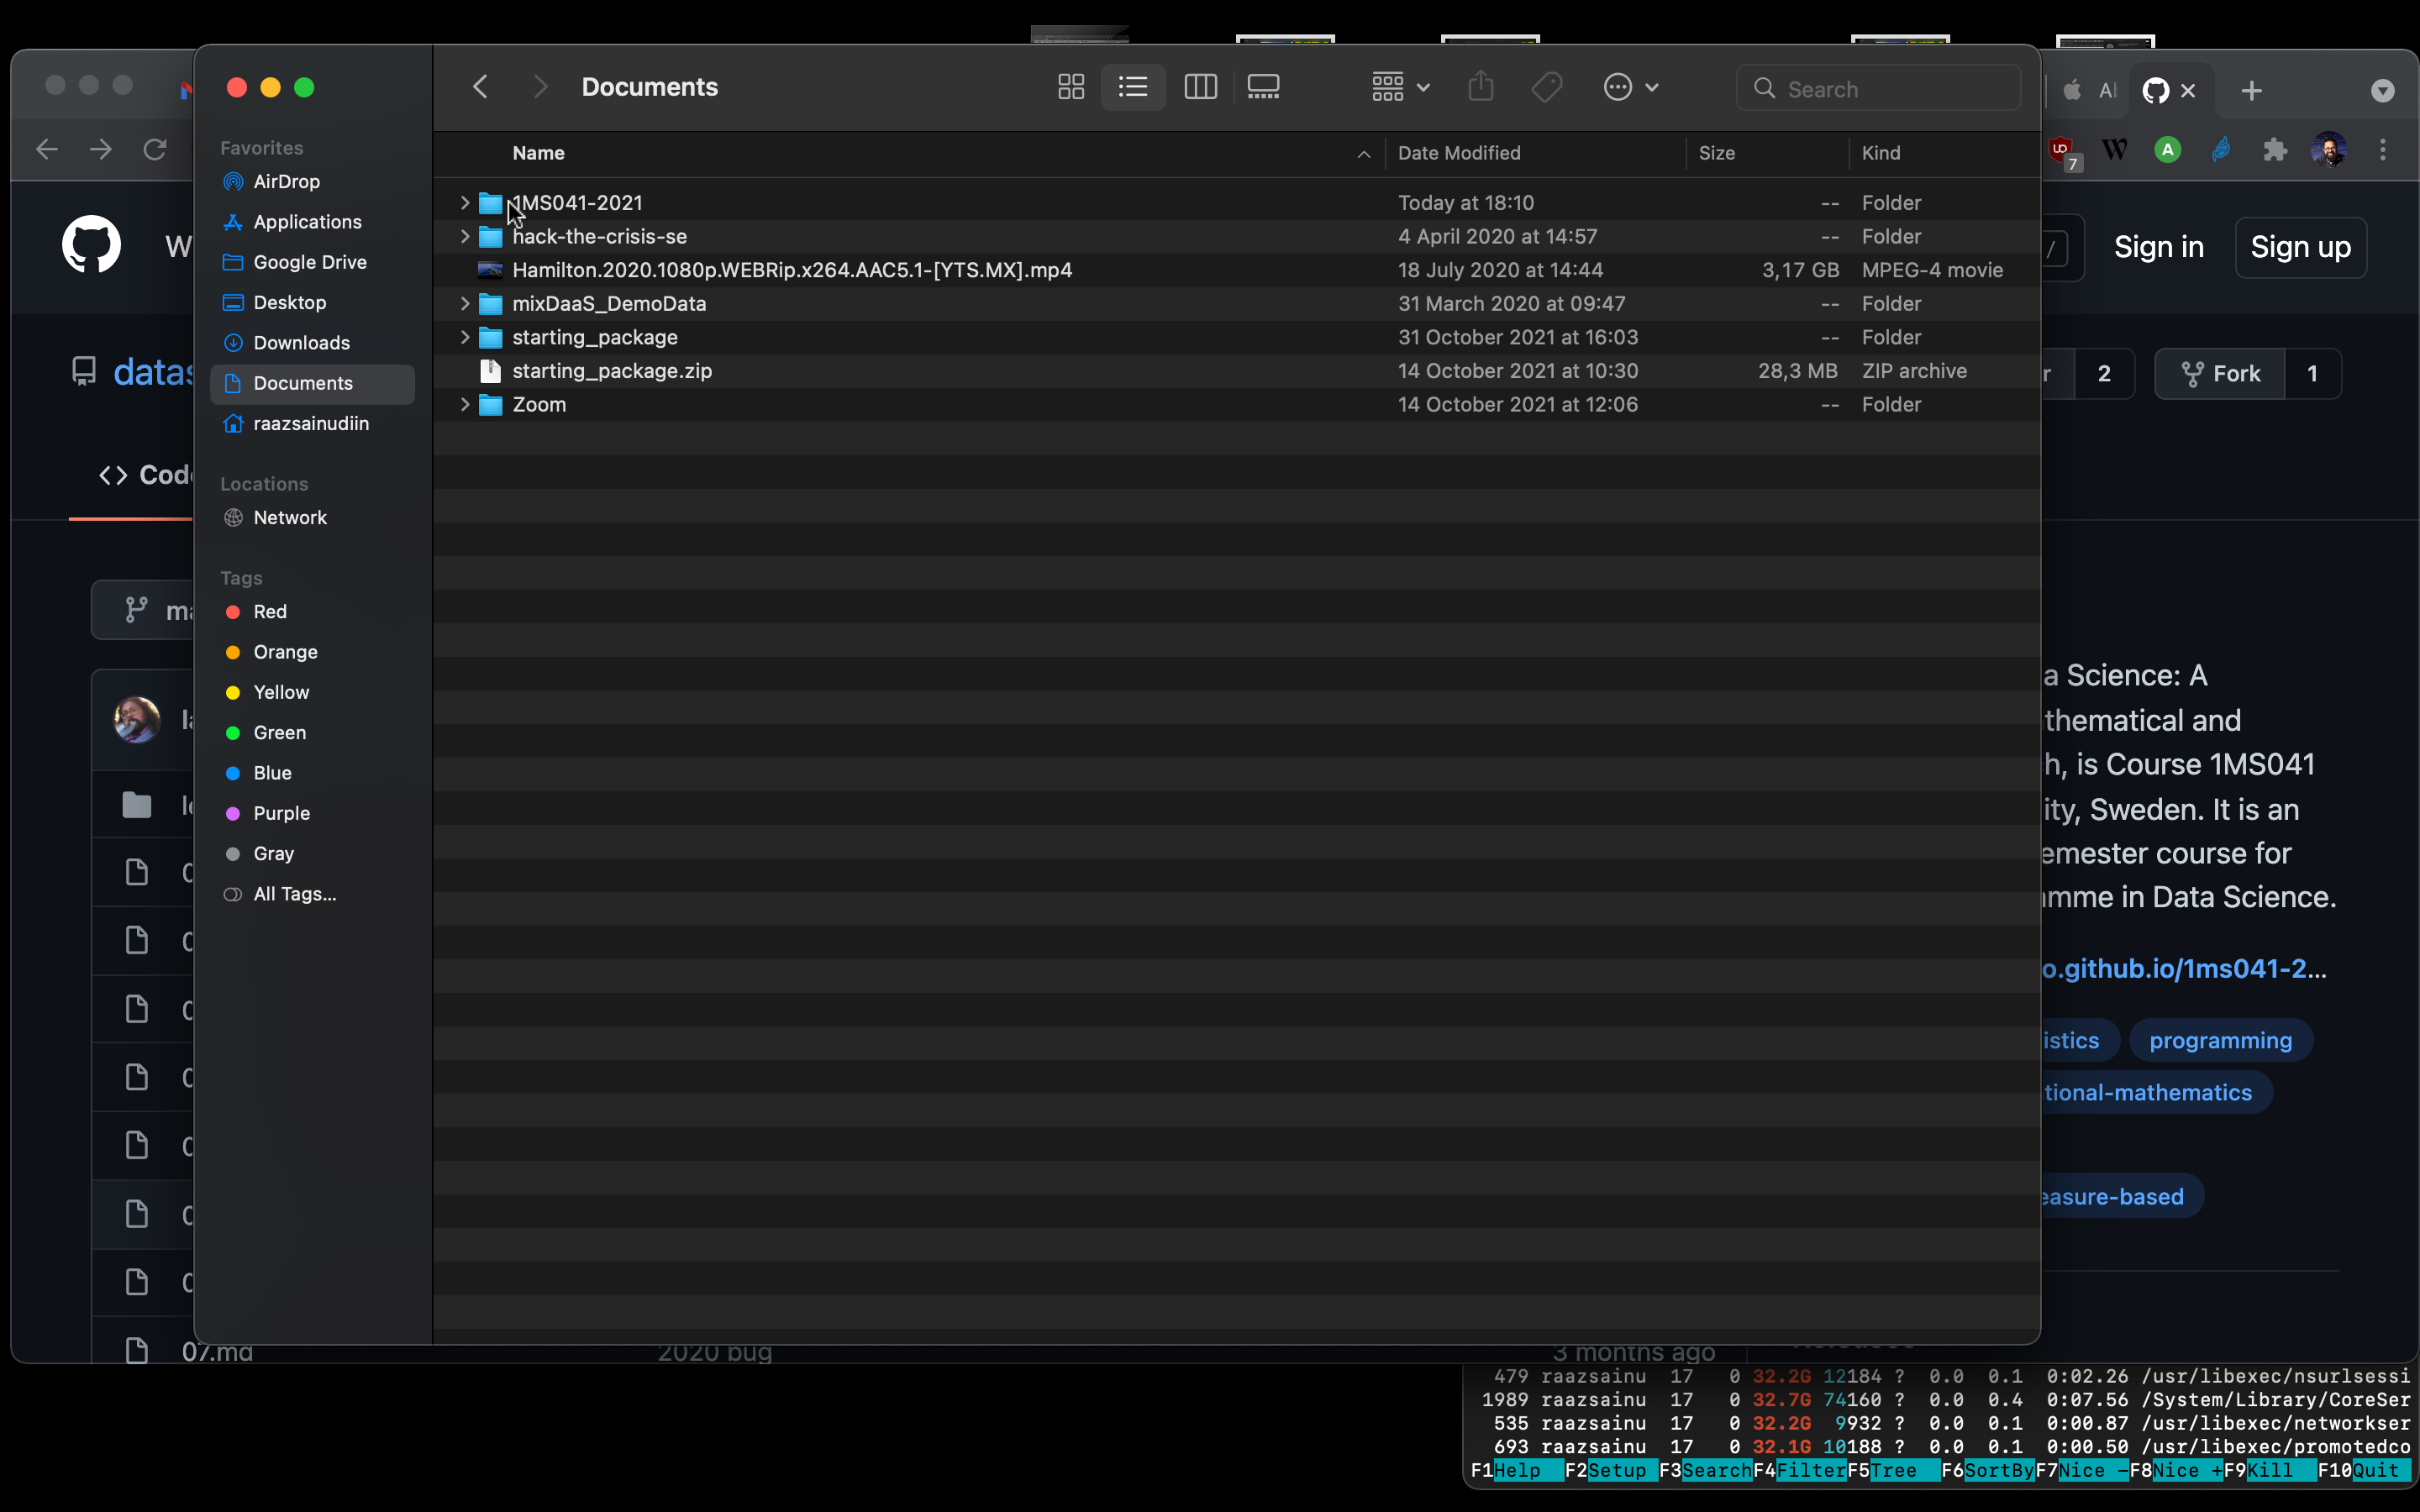 Documents
Search
Favorites
AirDrop
Applications
Google Drive
Desktop
Downloads
Documents
raazsainudiin
Locations
Network
Tags
Red
Orange
Yellow
Green
Blue
Purple
Gray
All Tags...
Name Date Modified Size Kind
1MS041-2021 Today at 18:10 -- Folder
hack-the-crisis-se 4 April 2020 at 14:57 -- Folder
Hamilton.2020.1080p.WEBRip.x264.AAC5.1-[YTS.MX].mp4 18 July 2020 at 14:44 3,17 GB MPEG-4 movie
mixDaaS_DemoData 31 March 2020 at 09:47 -- Folder
starting_package 31 October 2021 at 16:03 -- Folder
starting_package.zip 14 October 2021 at 10:30 28,3 MB ZIP archive
Zoom 14 October 2021 at 12:06 -- Folder
AI
7
W
A
/ Sign in Sign up
datas
2 Fork 1
<> Code
a Science: A
thematical and
h, is Course 1MS041
ity, Sweden. It is an
emester course for
mme in Data Science.
o.github.io/1ms041-2...
istics programming
tional-mathematics
easure-based
07.md 2020 bug 3 months ago
479 raazsainu 17 0 32.2G 12184 ? 0.0 0.1 0:02.26 /usr/libexec/nsurlsessi
1989 raazsainu 17 0 32.7G 74160 ? 0.0 0.4 0:07.56 /System/Library/CoreSer
535 raazsainu 17 0 32.2G 9932 ? 0.0 0.1 0:00.87 /usr/libexec/networkser
693 raazsainu 17 0 32.1G 10188 ? 0.0 0.1 0:00.50 /usr/libexec/promotedco
F1Help F2Setup F3SearchF4FilterF5Tree F6SortByF7Nice -F8Nice +F9Kill F10Quit